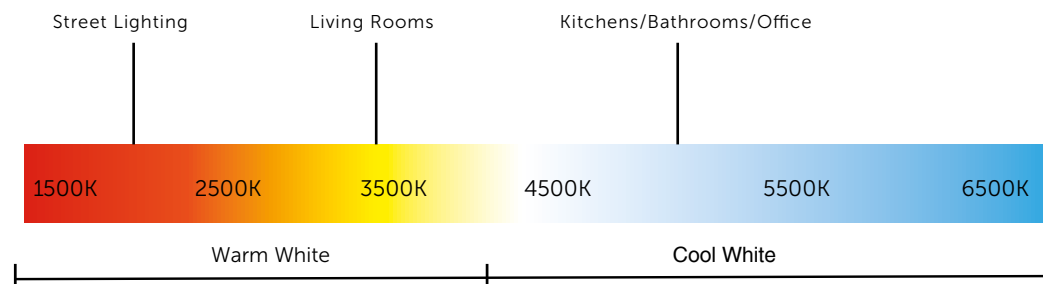 Street Lighting
Living Rooms
Kitchens/Bathrooms/Office
1500K
2500K
3500K
4500K
5500K
6500K
Warm White
Cool White